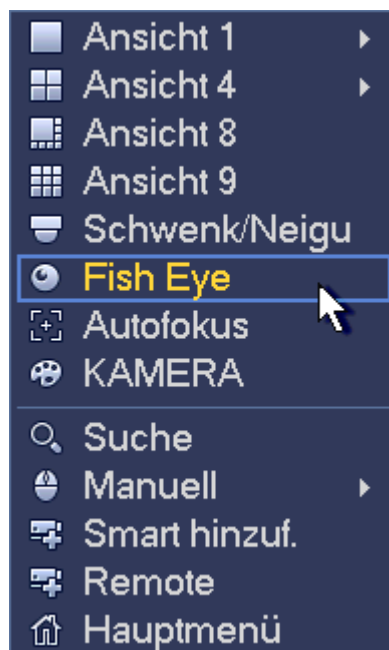 Ansicht 1
Ansicht 4
Ansicht 8
Ansicht 9
Schwenk/Neigu
Fish Eye
Autofokus
KAMERA
Suche
Manuell
Smart hinzuf.
Remote
Hauptmenü